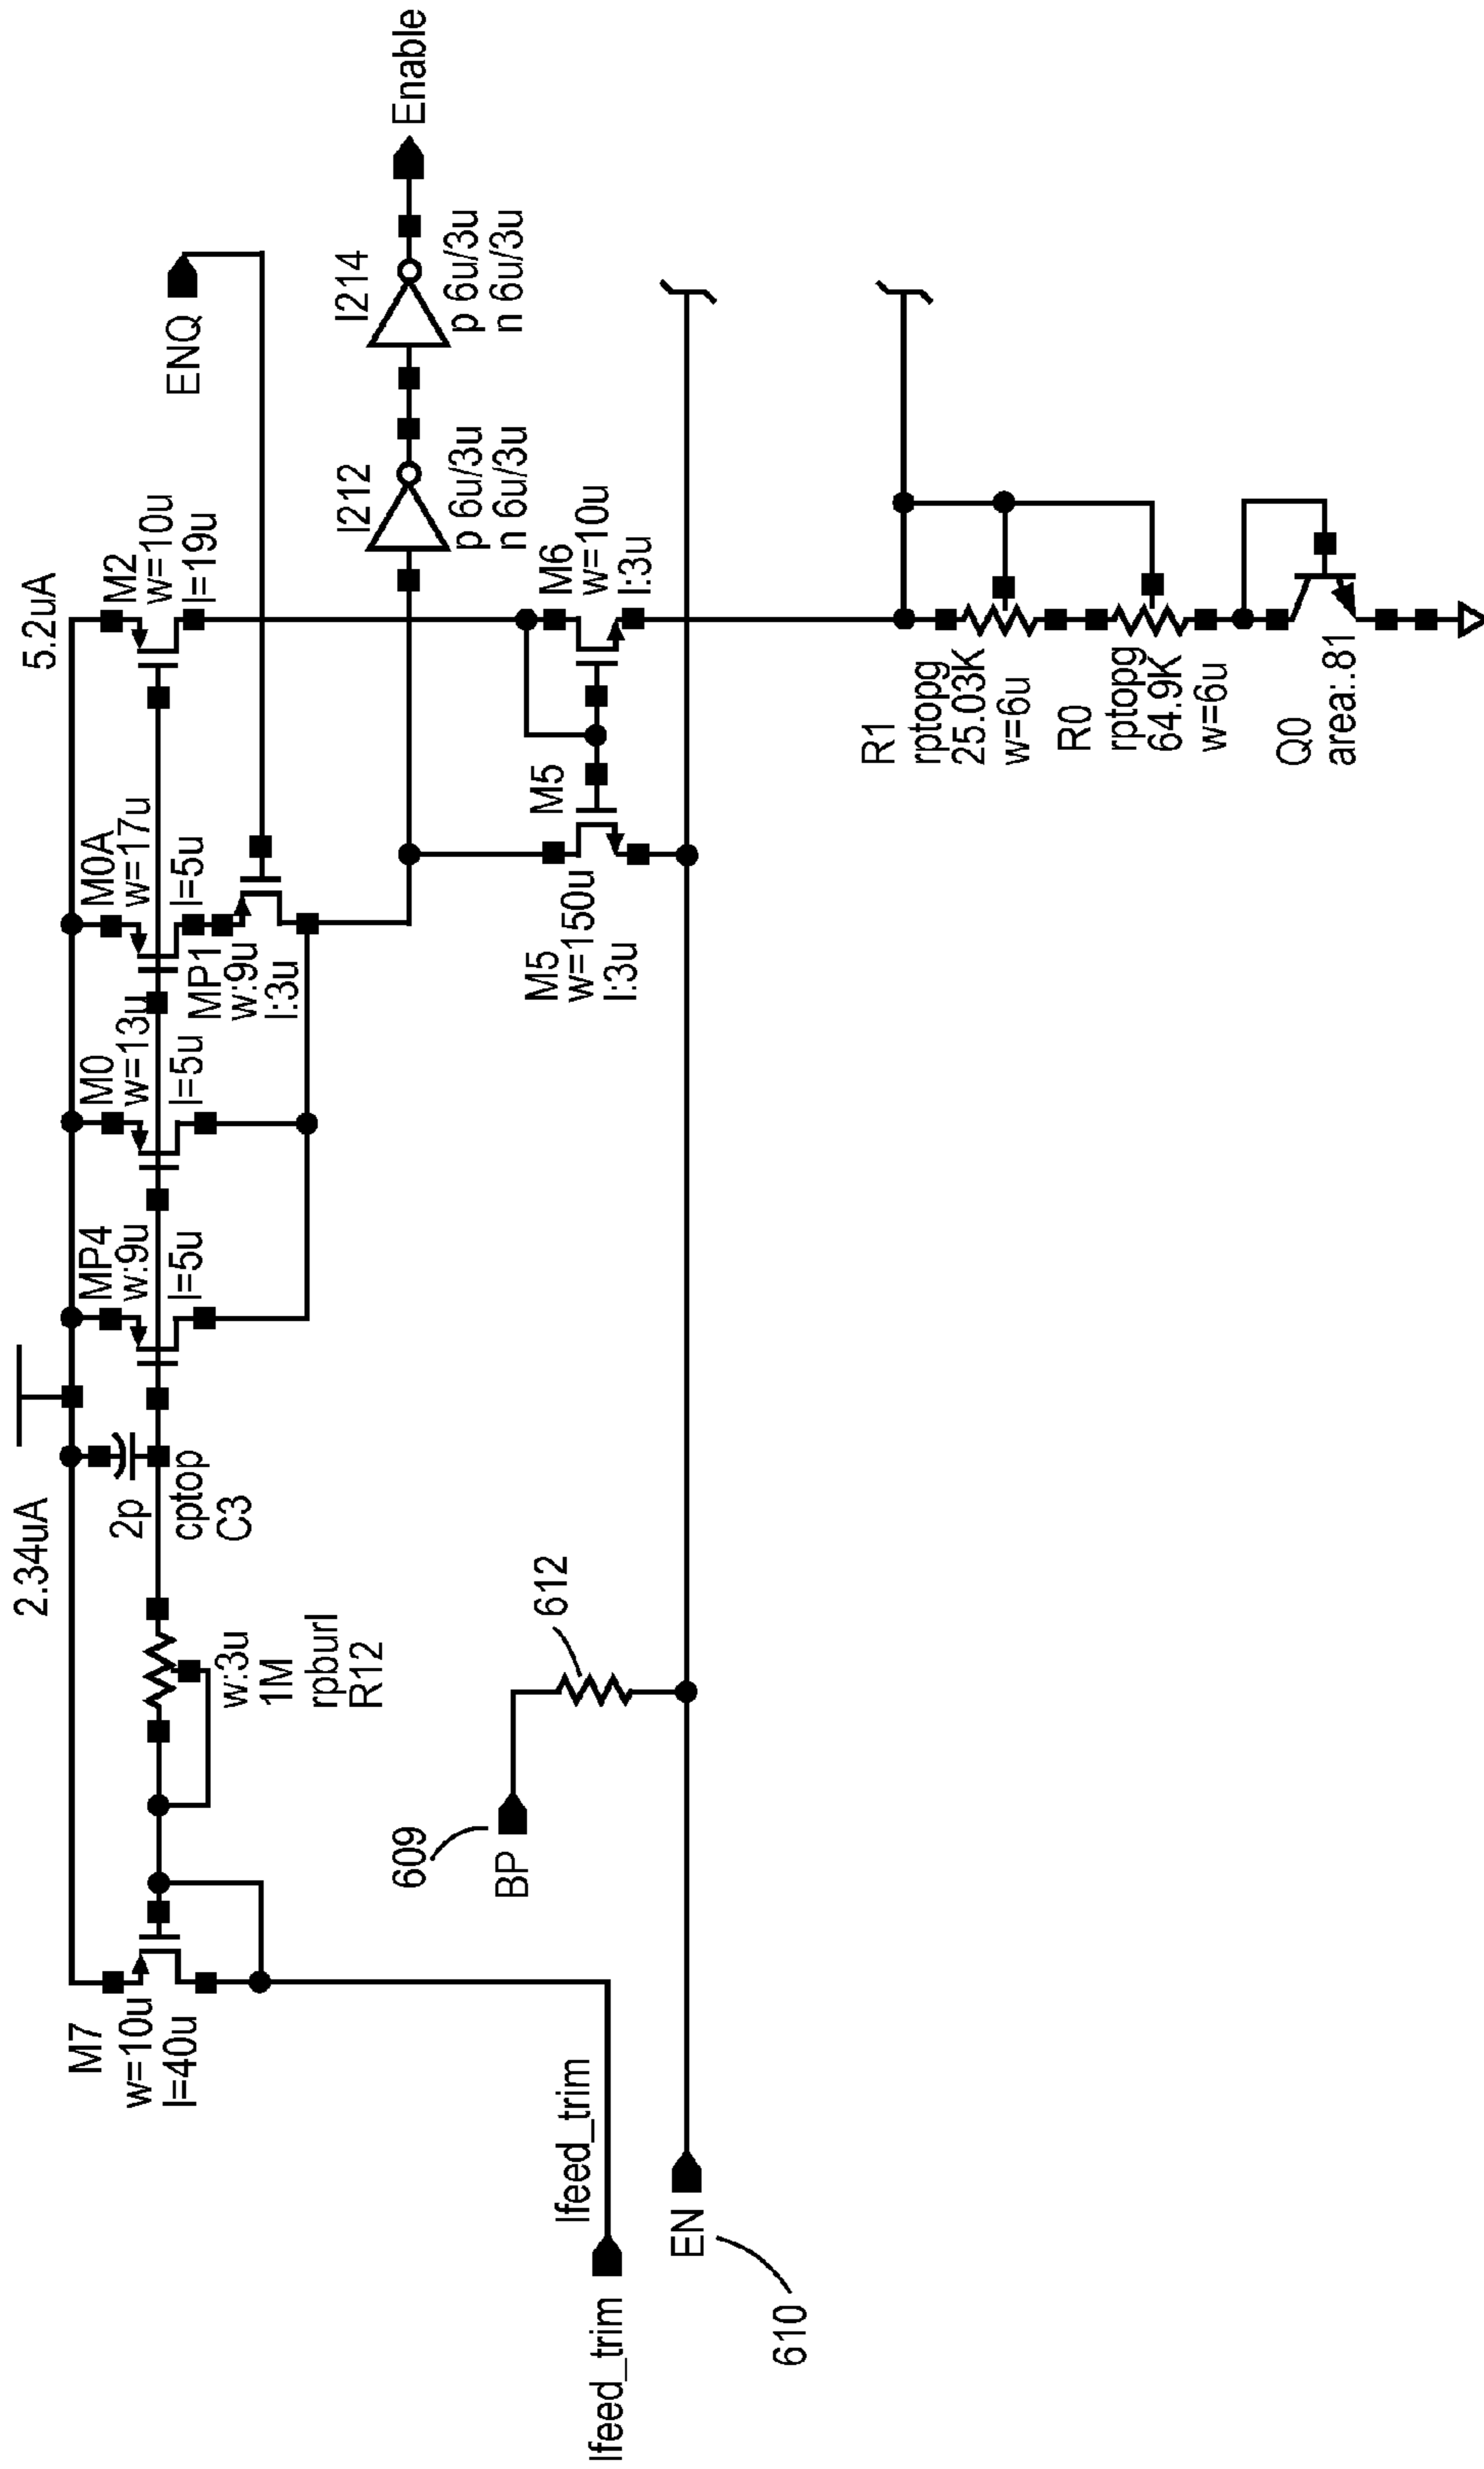 2.34uA
5.2uA
M7
w=10u
l=40u
2p
cptop
C3
w:3u
1M
rpburl
R12
MP4
w:9u
l=5u
M0
w=13u
l=5u
M0A
w=17u
l=5u
MP1
w:9u
l:3u
M2
w=10u
l=19u
ENQ
I212
p 6u/3u
n 6u/3u
I214
p 6u/3u
n 6u/3u
Enable
609
BP
612
M5
w=150u
l:3u
M5
M6
w=10u
l:3u
Ifeed_trim
Ifeed_trim
EN
610
R1
rptopg
25.03K
w=6u
R0
rptopg
64.9K
w=6u
Q0
area:.81